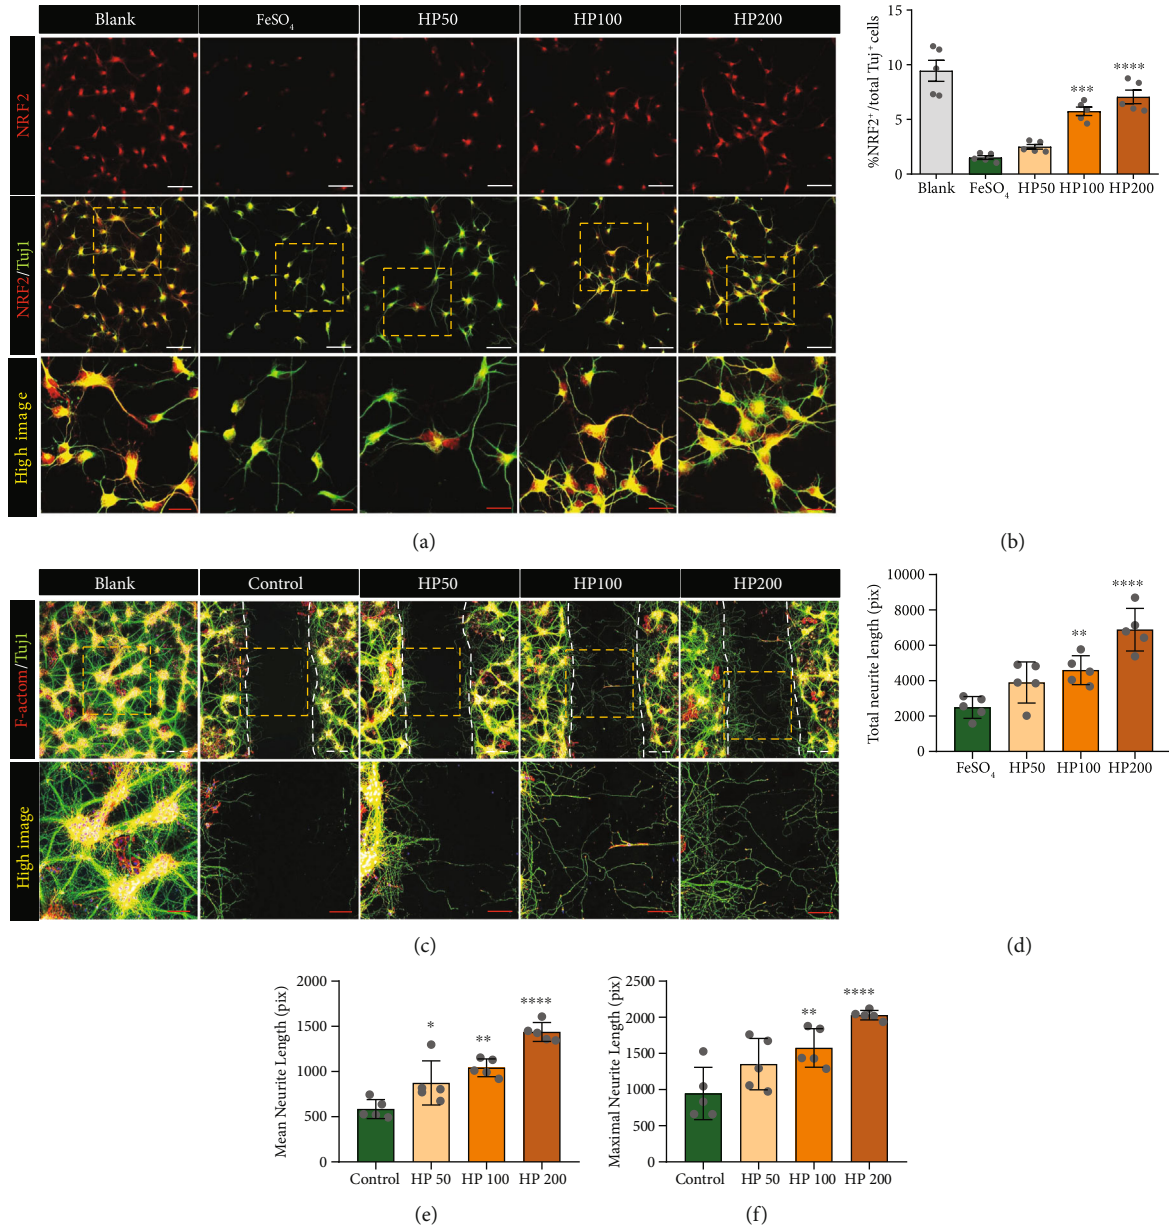 Blank FeSO4 HP50 HP100 HP200
NRF2
NRF2/Tuj1
High image
(a)
%NRF2+/total Tuj+ cells
15
10
5
0
***
****
Blank FeSO4 HP50 HP100 HP200
(b)
Blank Control HP50 HP100 HP200
F-actom/Tuj1
High image
(c)
Total neurite length (pix)
10000
8000
6000
4000
2000
0
**
****
FeSO4 HP50 HP100 HP200
(d)
Mean Neurite Length (pix)
2000
1500
1000
500
0
*
**
****
Control HP 50 HP 100 HP 200
(e)
Maximal Neurite Length (pix)
2500
2000
1500
1000
500
0
**
****
Control HP 50 HP 100 HP 200
(f)